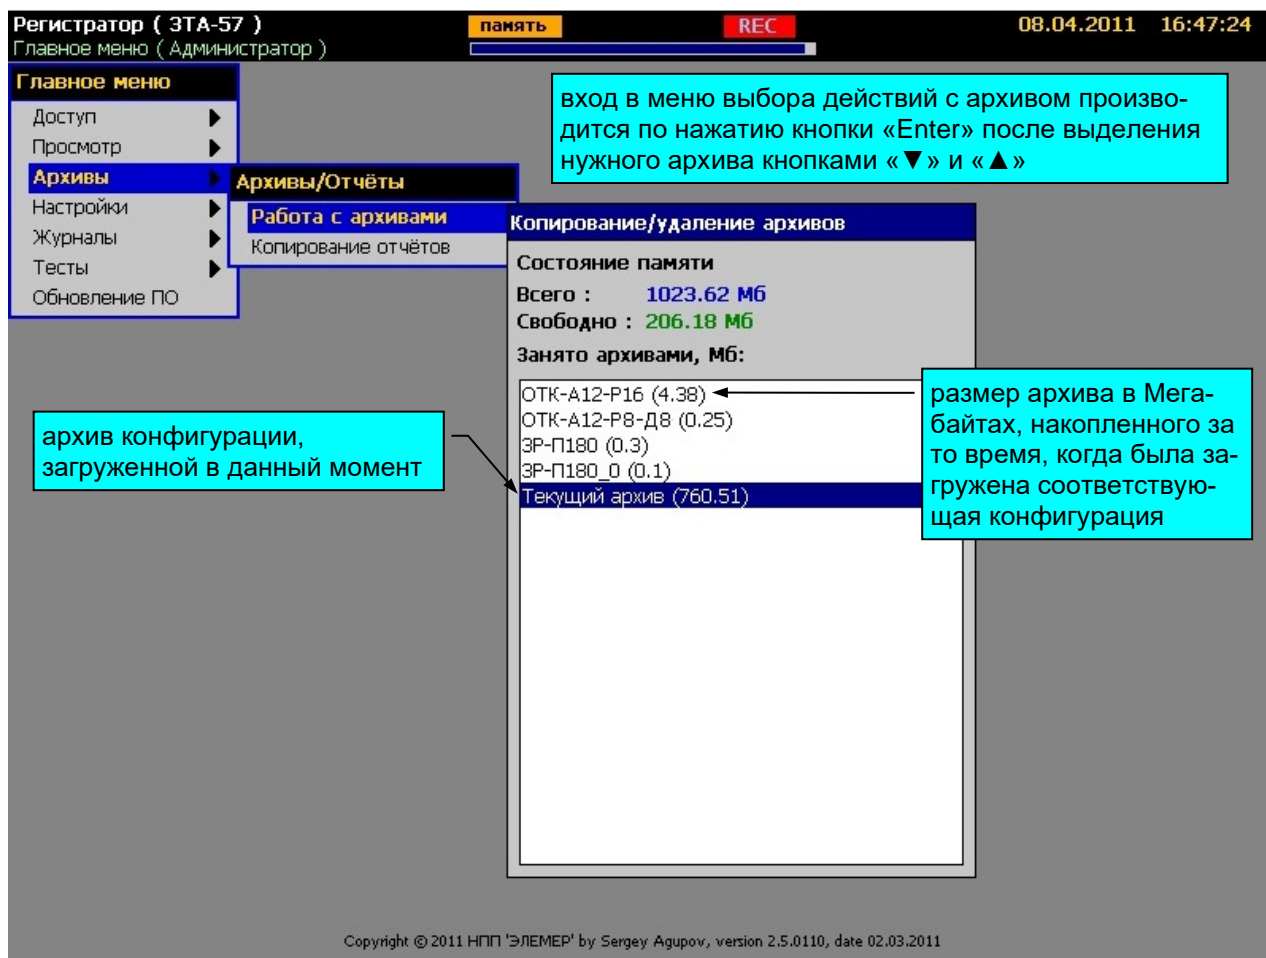 Регистратор ( ЗТА-57 )
память
REC
08.04.2011 16:47:24
Главное меню ( Администратор )
Главное меню
Доступ
Просмотр
Архивы
Настройки
Журналы
Тесты
Обновление ПО
Архивы/Отчёты
Работа с архивами
Копирование отчётов
вход в меню выбора действий с архивом произво-
дится по нажатию кнопки «Enter» после выделения
нужного архива кнопками «▼» и «▲»
Копирование/удаление архивов
Состояние памяти
Всего : 1023.62 Мб
Свободно : 206.18 Мб
Занято архивами, Мб:
ОТК-А12-Р16 (4.38)
ОТК-А12-Р8-Д8 (0.25)
ЗР-П180 (0.3)
ЗР-П180_0 (0.1)
Текущий архив (760.51)
архив конфигурации,
загруженной в данный момент
размер архива в Мега-
байтах, накопленного за
то время, когда была за-
гружена соответствую-
щая конфигурация
Copyright © 2011 НПП 'ЭЛЕМЕР' by Sergey Agupov, version 2.5.0110, date 02.03.2011